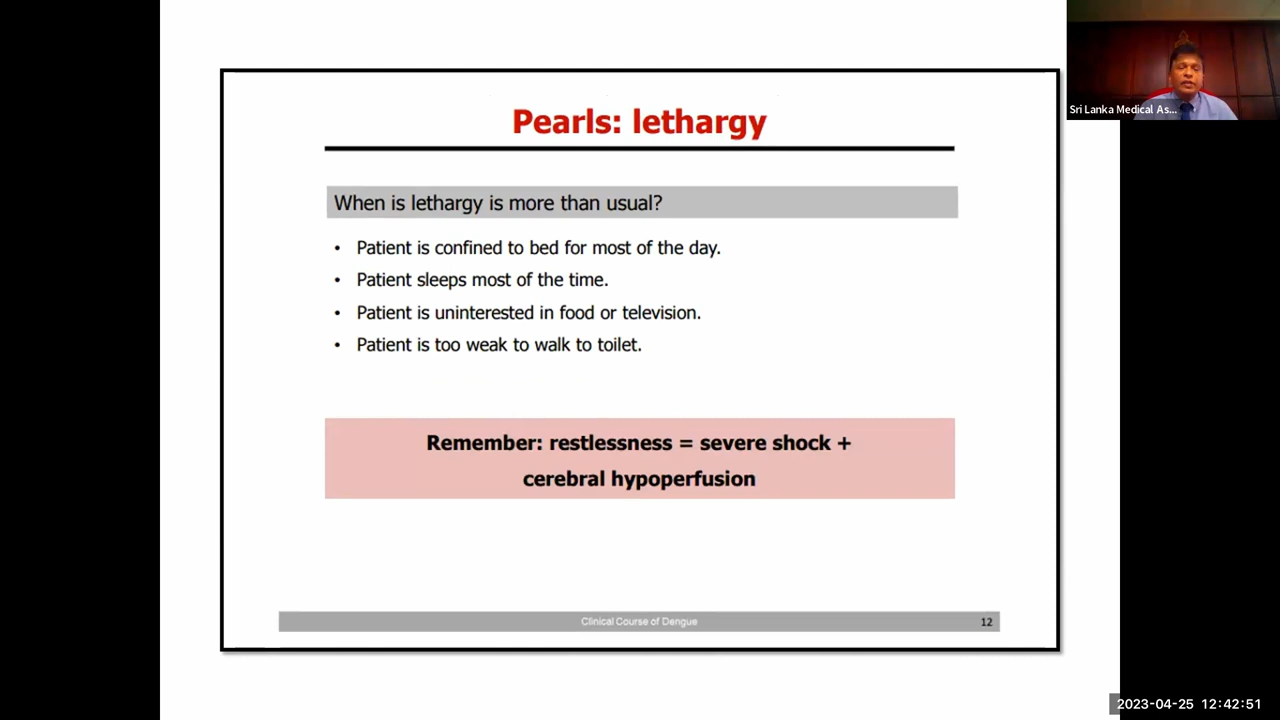 Sri Lanka Medical As...
Pearls: lethargy
When is lethargy is more than usual?
• Patient is confined to bed for most of the day.
• Patient sleeps most of the time.
• Patient is uninterested in food or television.
• Patient is too weak to walk to toilet.
Remember: restlessness = severe shock +
cerebral hypoperfusion
Clinical Course of Dengue
12
2023-04-25 12:42:51